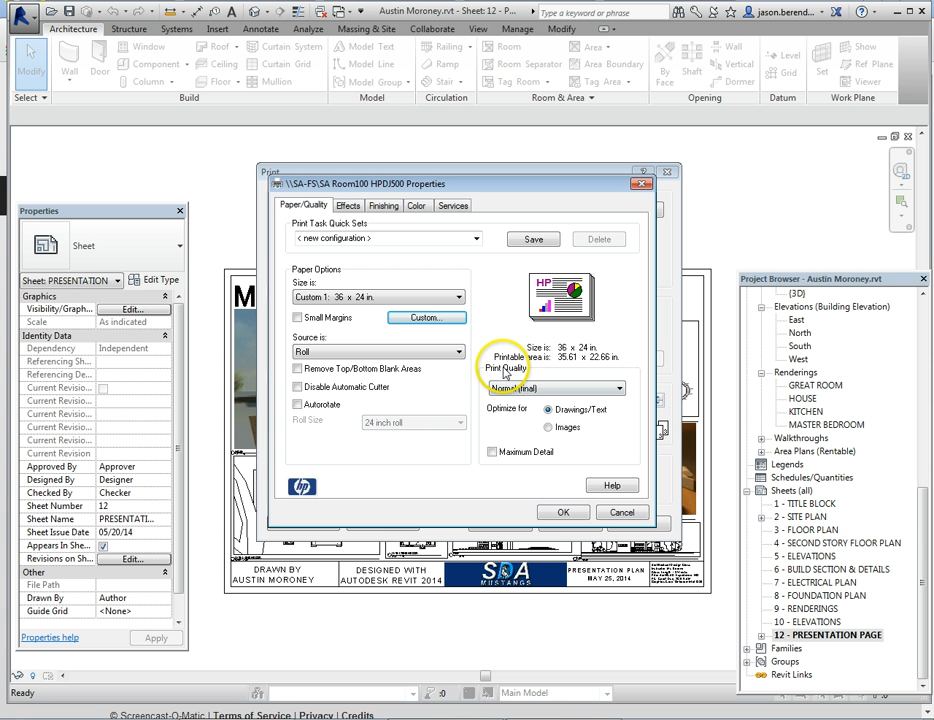 Austin Moroney.rvt - Sheet: 12 - P...
Type a keyword or phrase
jason.berend...
Architecture
Structure
Systems
Insert
Annotate
Analyze
Massing & Site
Collaborate
View
Manage
Modify
Modify
Select
Wall
Door
Window
Component
Column
Roof
Ceiling
Floor
Curtain System
Curtain Grid
Mullion
Build
Model Text
Model Line
Model Group
Model
Railing
Ramp
Stair
Circulation
Room
Room Separator
Tag Room
Area
Area Boundary
Tag Area
Room & Area
By
Face
Shaft
Wall
Vertical
Dormer
Opening
Level
Grid
Datum
Set
Show
Ref Plane
Viewer
Work Plane
Print
\\SA-FS\SA Room100 HPDJ500 Properties
Paper/Quality
Effects
Finishing
Color
Services
Print Task Quick Sets
< new configuration >
Save
Delete
Paper Options
Size is:
Custom 1: 36 x 24 in.
Small Margins
Custom...
Source is:
Roll
Remove Top/Bottom Blank Areas
Disable Automatic Cutter
Autorotate
Roll Size
24 inch roll
HP
Size is: 36 x 24 in.
Printable area is: 35.61 x 22.66 in.
Print Quality
Normal (final)
Optimize for
Drawings/Text
Images
Maximum Detail
hp
Help
OK
Cancel
Properties
Sheet
Sheet: PRESENTATION
Edit Type
Graphics
Visibility/Graph...
Edit...
Scale
As indicated
Identity Data
Dependency
Independent
Referencing Sh...
Referencing De...
Current Revisio...
Current Revisio...
Current Revisio...
Current Revision...
Current Revision...
Current Revision...
Approved By
Approver
Designed By
Designer
Checked By
Checker
Sheet Number
12
Sheet Name
PRESENTATI...
Sheet Issue Date
05/20/14
Appears In She...
Revisions on She...
Edit...
Other
File Path
Drawn By
Author
Guide Grid
<None>
Properties help
Apply
M
DRAWN BY
AUSTIN MORONEY
DESIGNED WITH
AUTODESK REVIT 2014
SDA
MUSTANGS
PRESENTATION PLAN
MAY 25, 2014
Project Browser - Austin Moroney.rvt
{3D}
Elevations (Building Elevation)
East
North
South
West
Renderings
GREAT ROOM
HOUSE
KITCHEN
MASTER BEDROOM
Walkthroughs
Area Plans (Rentable)
Legends
Schedules/Quantities
Sheets (all)
1 - TITLE BLOCK
2 - SITE PLAN
3 - FLOOR PLAN
4 - SECOND STORY FLOOR PLAN
5 - ELEVATIONS
6 - BUILD SECTION & DETAILS
7 - ELECTRICAL PLAN
8 - FOUNDATION PLAN
9 - RENDERINGS
10 - ELEVATIONS
12 - PRESENTATION PAGE
Families
Groups
Revit Links
Ready
:0
Main Model
© Screencast-O-Matic | Terms of Service | Privacy | Credits